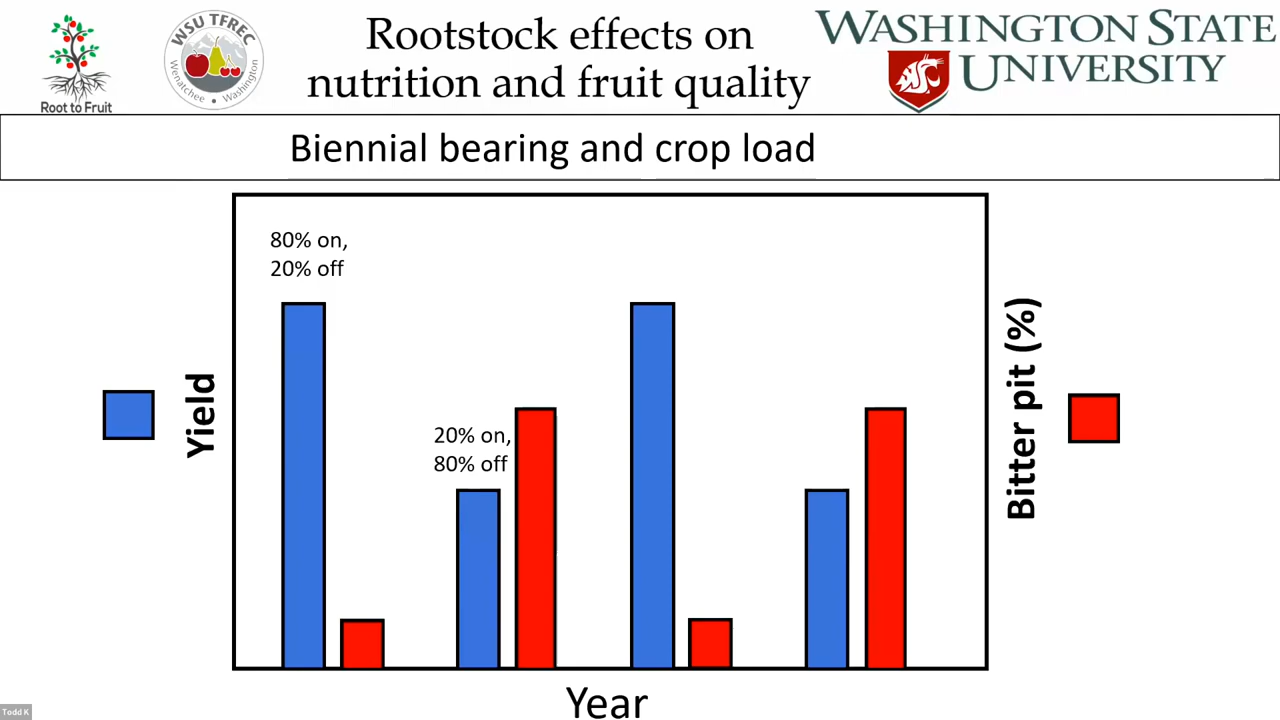 Root to Fruit
WSU TFREC
Wenatchee • Washington
Rootstock effects on
nutrition and fruit quality
WASHINGTON STATE
UNIVERSITY
Biennial bearing and crop load
80% on,
20% off
20% on,
80% off
Yield
Bitter pit (%)
Year
Todd K